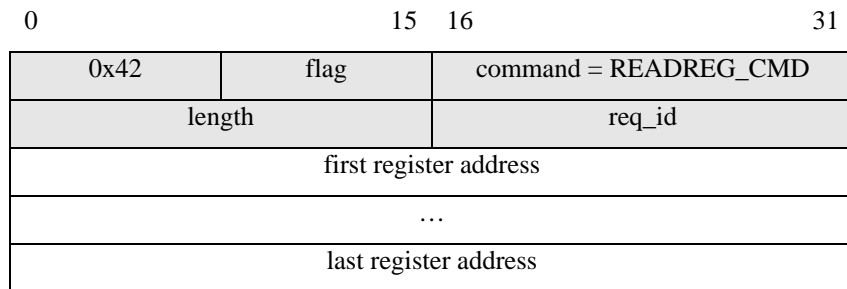 0 15 16 31
0x42 flag command = READREG_CMD
length req_id
first register address
…
last register address